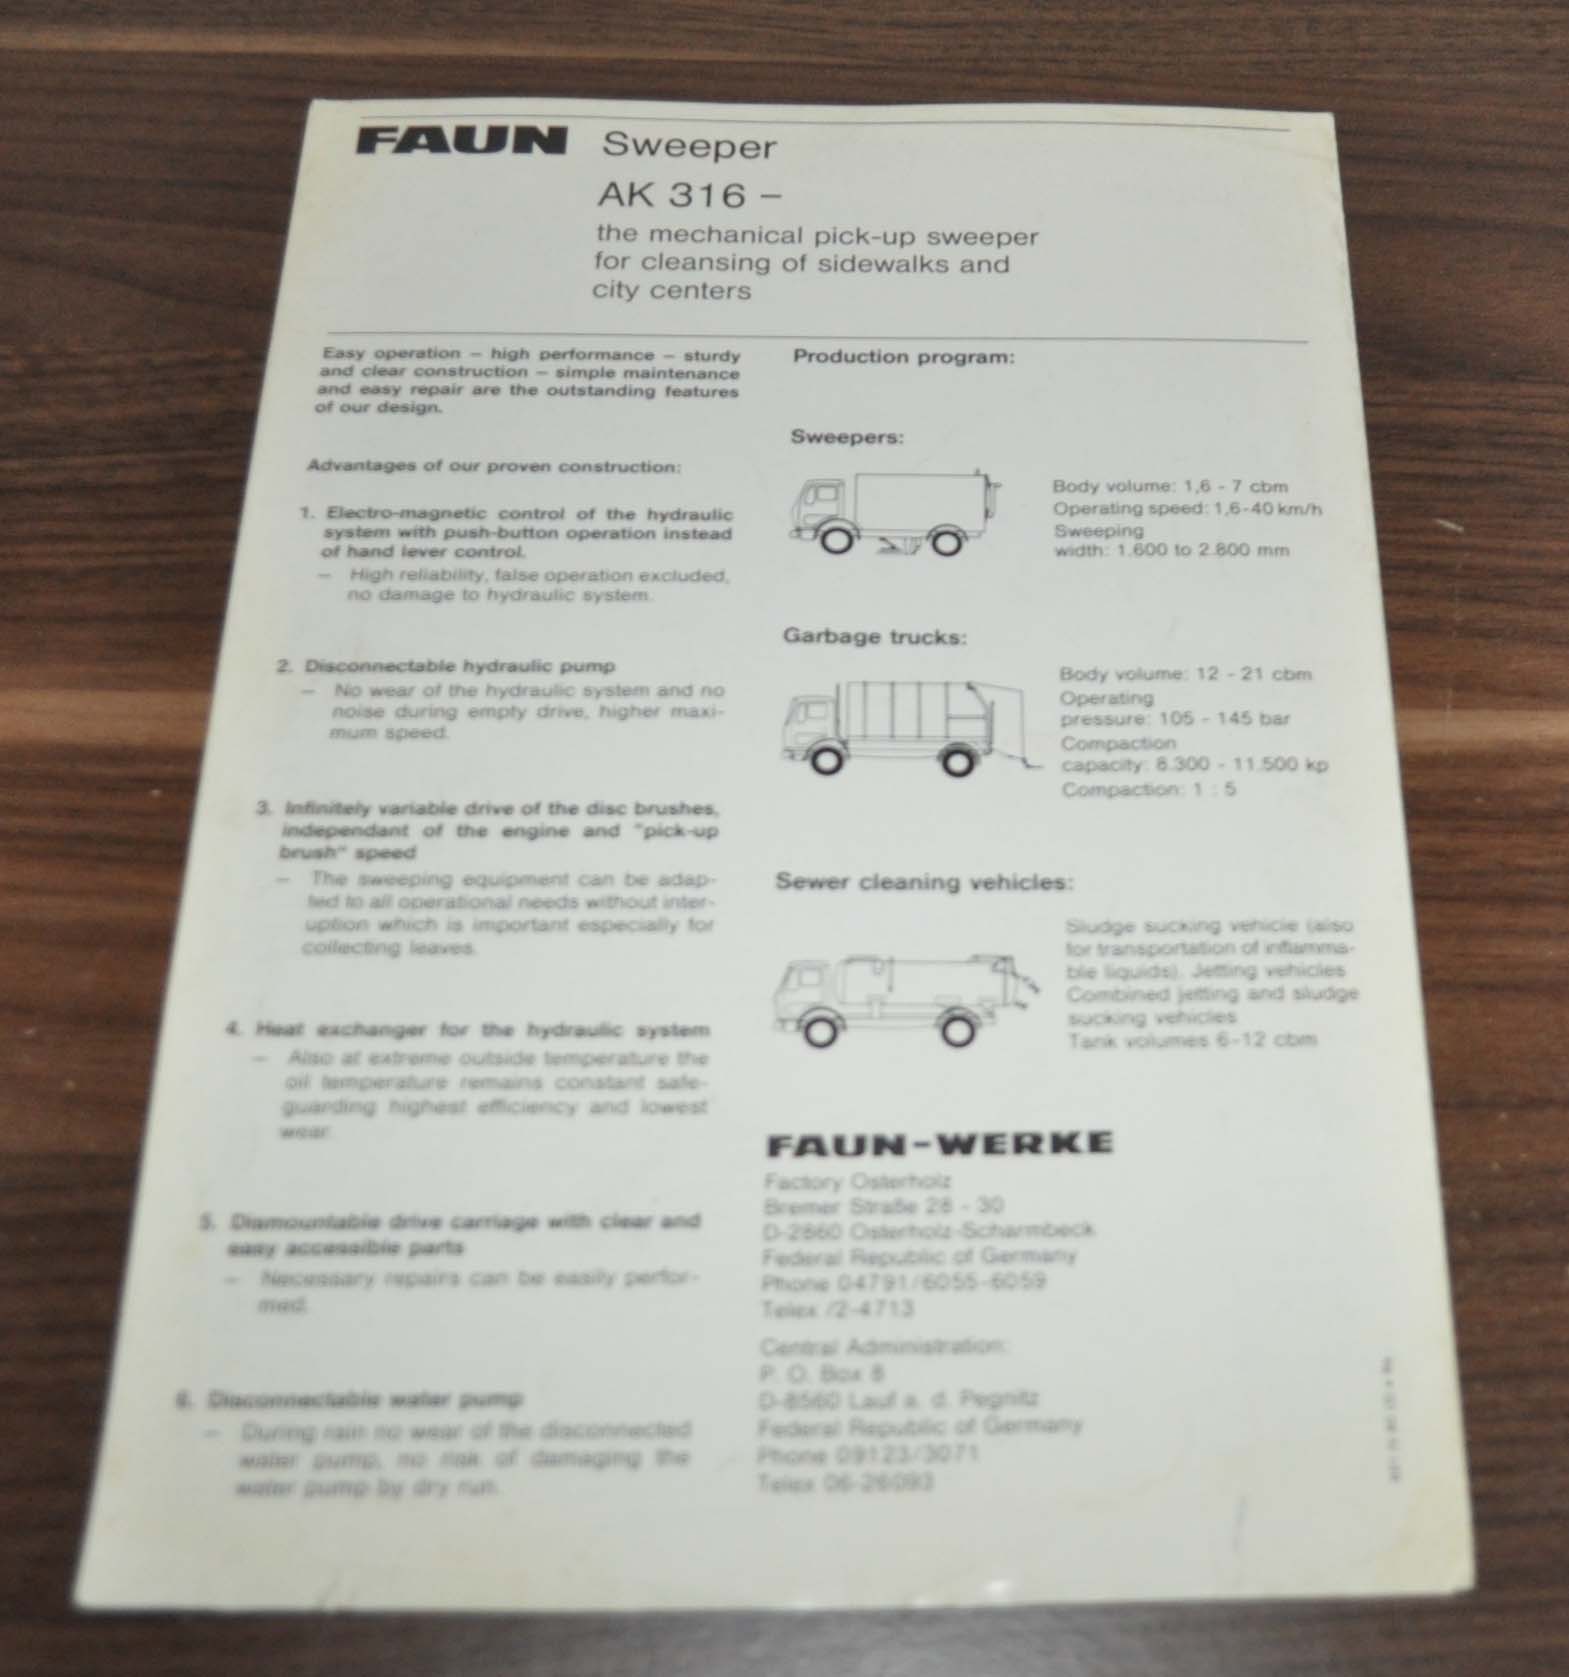 FAUN Sweeper
AK 316 –
the mechanical pick-up sweeper
for cleansing of sidewalks and
city centers
Easy operation – high performance – sturdy
and clear construction – simple maintenance
and easy repair are the outstanding features
of our design.
Advantages of our proven construction:
1. Electro-magnetic control of the hydraulic
system with push-button operation instead
of hand lever control.
– High reliability, false operation excluded,
no damage to hydraulic system.
2. Disconnectable hydraulic pump
– No wear of the hydraulic system and no
noise during empty drive, higher maxi-
mum speed.
3. Infinitely variable drive of the disc brushes,
independant of the engine and "pick-up
brush" speed
– The sweeping equipment can be adap-
ted to all operational needs without inter-
uption which is important especially for
collecting leaves.
4. Heat exchanger for the hydraulic system
– Also at extreme outside temperature the
oil temperature remains constant safe-
guarding highest efficiency and lowest
wear.
5. Dismountable drive carriage with clear and
easy accessible parts
– Necessary repairs can be easily perfor-
med.
6. Disconnectable water pump
– During rain no wear of the disconnected
water pump, no risk of damaging the
water pump by dry run.
Production program:
Sweepers:
Body volume: 1,6 - 7 cbm
Operating speed: 1,6-40 km/h
Sweeping
width: 1.600 to 2.800 mm
Garbage trucks:
Body volume: 12 - 21 cbm
Operating
pressure: 105 - 145 bar
Compaction
capacity: 8.300 - 11.500 kp
Compaction: 1 : 5
Sewer cleaning vehicles:
Sludge sucking vehicle (also
for transportation of inflamma-
ble liquids). Jetting vehicles
Combined jetting and sludge
sucking vehicles
Tank volumes 6-12 cbm
FAUN-WERKE
Factory Osterholz
Bremer Straße 28 - 30
D-2860 Osterholz-Scharmbeck
Federal Republic of Germany
Phone 04791/6055-6059
Telex /2-4713
Central Administration:
P. O. Box 8
D-8560 Lauf a. d. Pegnitz
Federal Republic of Germany
Phone 09123/3071
Telex 06-26093